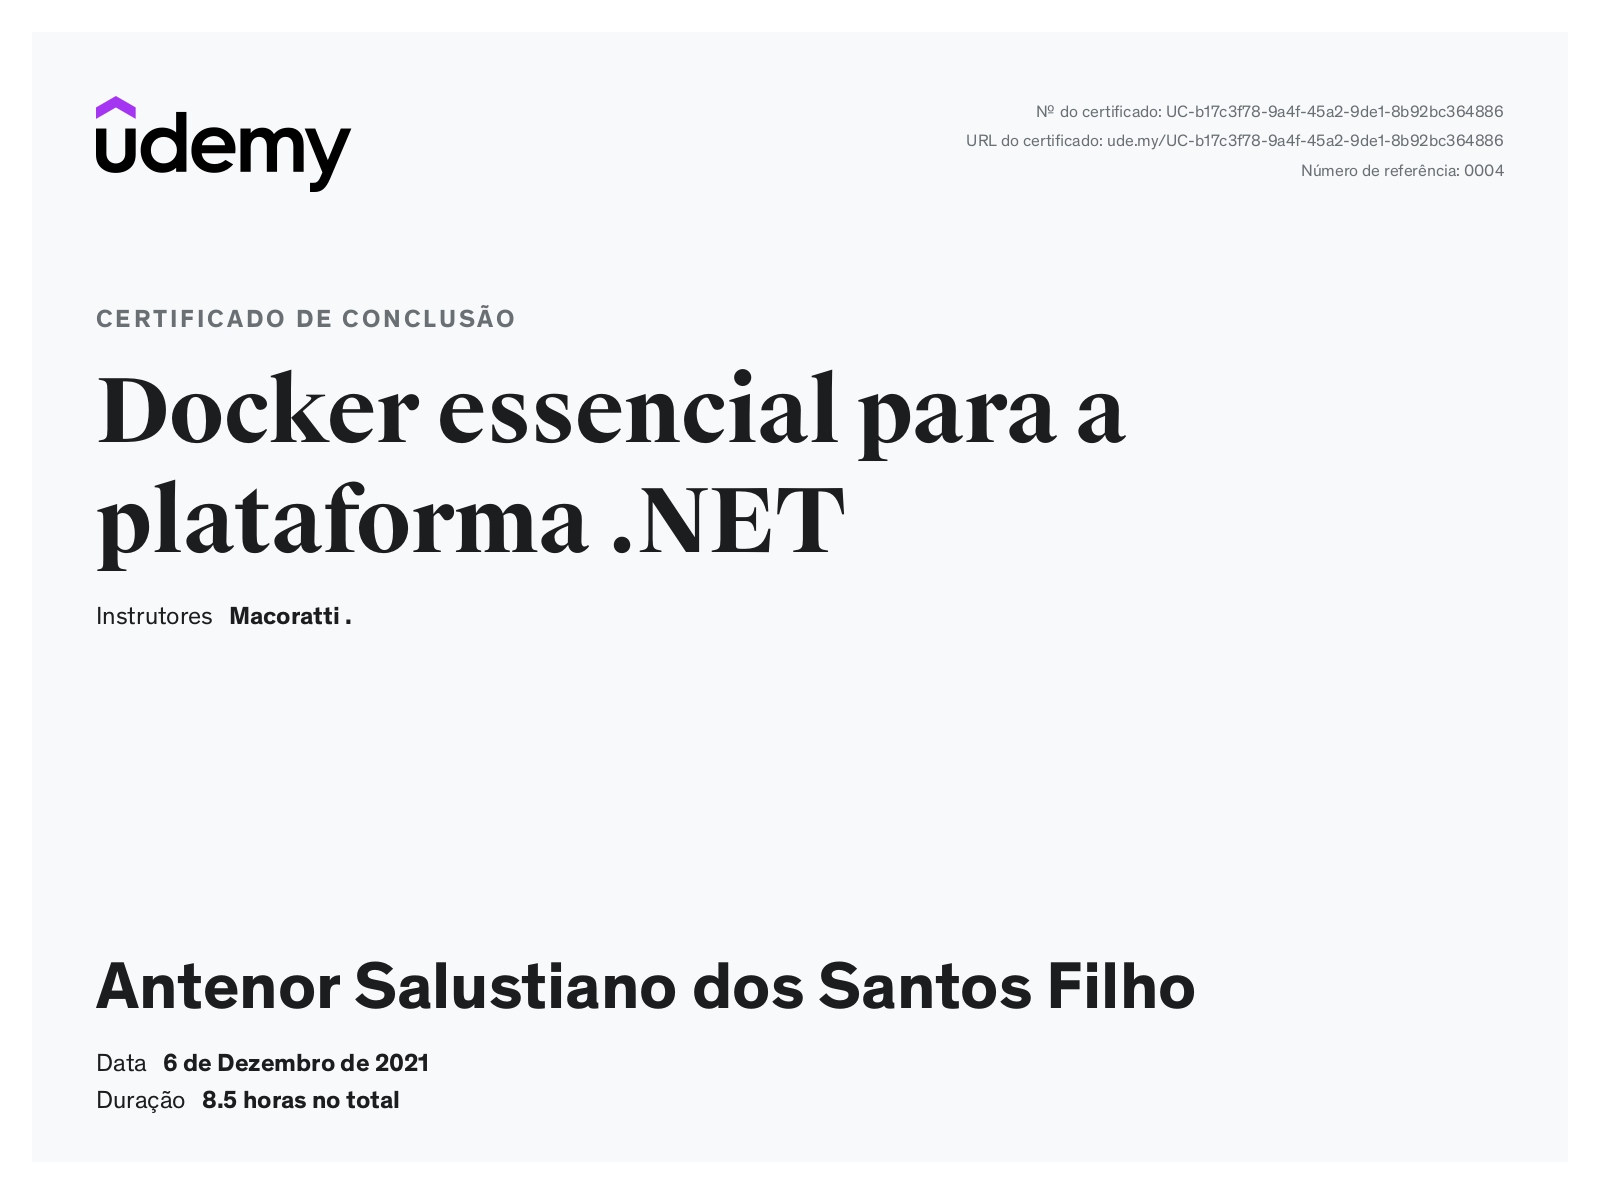 udemy
Nº do certificado: UC-b17c3f78-9a4f-45a2-9de1-8b92bc364886
URL do certificado: ude.my/UC-b17c3f78-9a4f-45a2-9de1-8b92bc364886
Número de referência: 0004
CERTIFICADO DE CONCLUSÃO
Docker essencial para a
plataforma .NET
Instrutores Macoratti .
Antenor Salustiano dos Santos Filho
Data 6 de Dezembro de 2021
Duração 8.5 horas no total